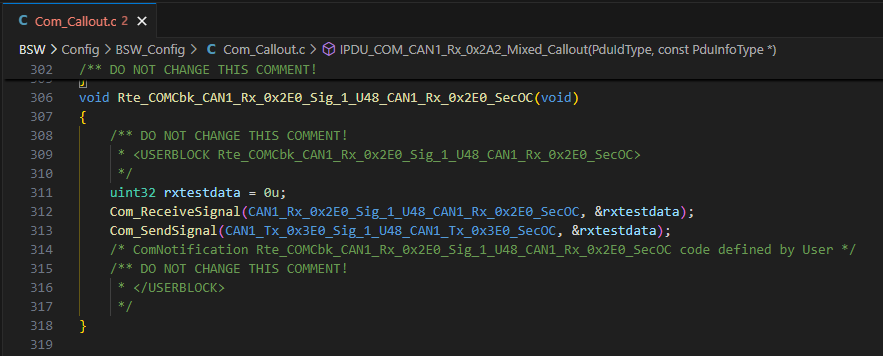 Com_Callout.c 2
BSW > Config > BSW_Config > C Com_Callout.c > IPDU_COM_CAN1_Rx_0x2A2_Mixed_Callout(PduIdType, const PduInfoType *)
302 /** DO NOT CHANGE THIS COMMENT!
306 void Rte_COMCbk_CAN1_Rx_0x2E0_Sig_1_U48_CAN1_Rx_0x2E0_SecOC(void)
307 {
308 /** DO NOT CHANGE THIS COMMENT!
309 * <USERBLOCK Rte_COMCbk_CAN1_Rx_0x2E0_Sig_1_U48_CAN1_Rx_0x2E0_SecOC>
310 */
311 uint32 rxtestdata = 0u;
312 Com_ReceiveSignal(CAN1_Rx_0x2E0_Sig_1_U48_CAN1_Rx_0x2E0_SecOC, &rxtestdata);
313 Com_SendSignal(CAN1_Tx_0x3E0_Sig_1_U48_CAN1_Tx_0x3E0_SecOC, &rxtestdata);
314 /* ComNotification Rte_COMCbk_CAN1_Rx_0x2E0_Sig_1_U48_CAN1_Rx_0x2E0_SecOC code defined by User */
315 /** DO NOT CHANGE THIS COMMENT!
316 * </USERBLOCK>
317 */
318 }
319